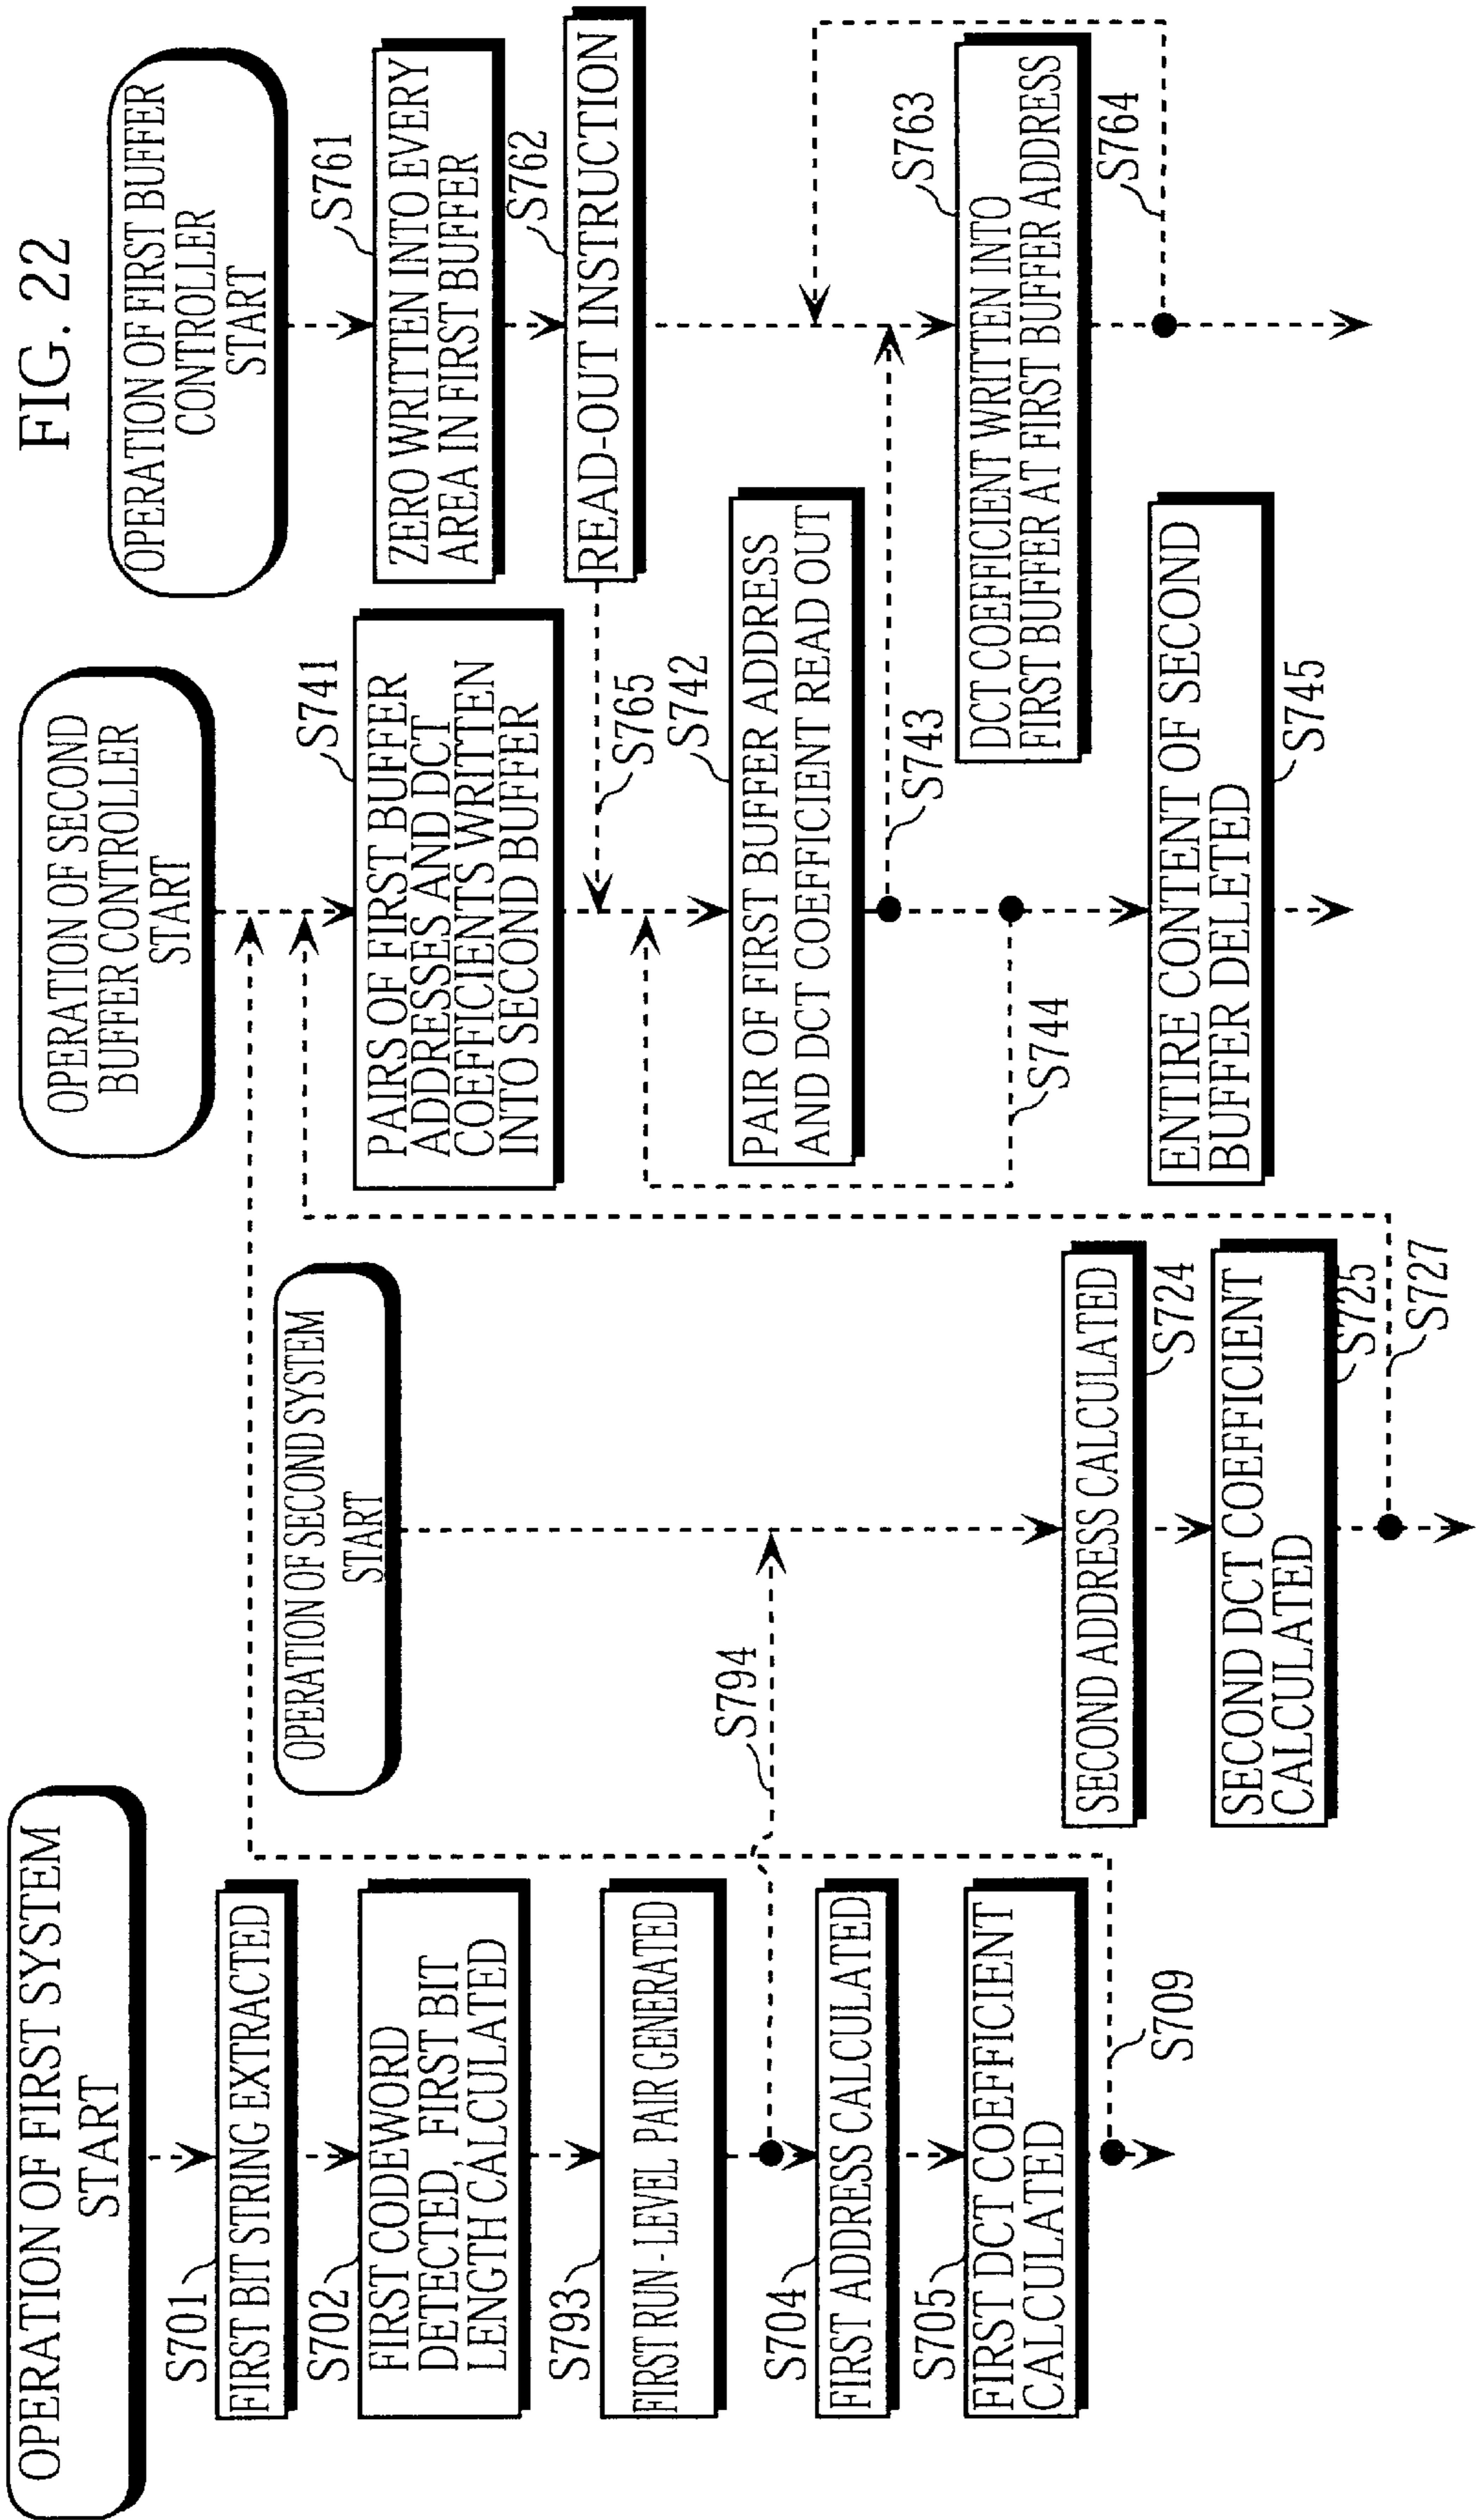 FIG. 22
OPERATION OF FIRST SYSTEM
START
S701
FIRST BIT STRING EXTRACTED
S702
FIRST CODEWORD
DETECTED, FIRST BIT
LENGTH CALCULATED
S793
FIRST RUN-LEVEL PAIR GENERATED
S794
S704
FIRST ADDRESS CALCULATED
S705
FIRST DCT COEFFICIENT
CALCULATED
S709
OPERATION OF SECOND SYSTEM
START
SECOND ADDRESS CALCULATED
S724
SECOND DCT COEFFICIENT
CALCULATED
S725
S727
OPERATION OF SECOND
BUFFER CONTROLLER
START
S741
PAIRS OF FIRST BUFFER
ADDRESSES AND DCT
COEFFICIENTS WRITTEN
INTO SECOND BUFFER
S765
S742
PAIR OF FIRST BUFFER ADDRESS
AND DCT COEFFICIENT READ OUT
S743
S744
ENTIRE CONTENT OF SECOND
BUFFER DELETED
S745
OPERATION OF FIRST BUFFER
CONTROLLER
START
S761
ZERO WRITTEN INTO EVERY
AREA IN FIRST BUFFER
S762
READ-OUT INSTRUCTION
S763
DCT COEFFICIENT WRITTEN INTO
FIRST BUFFER AT FIRST BUFFER ADDRESS
S764